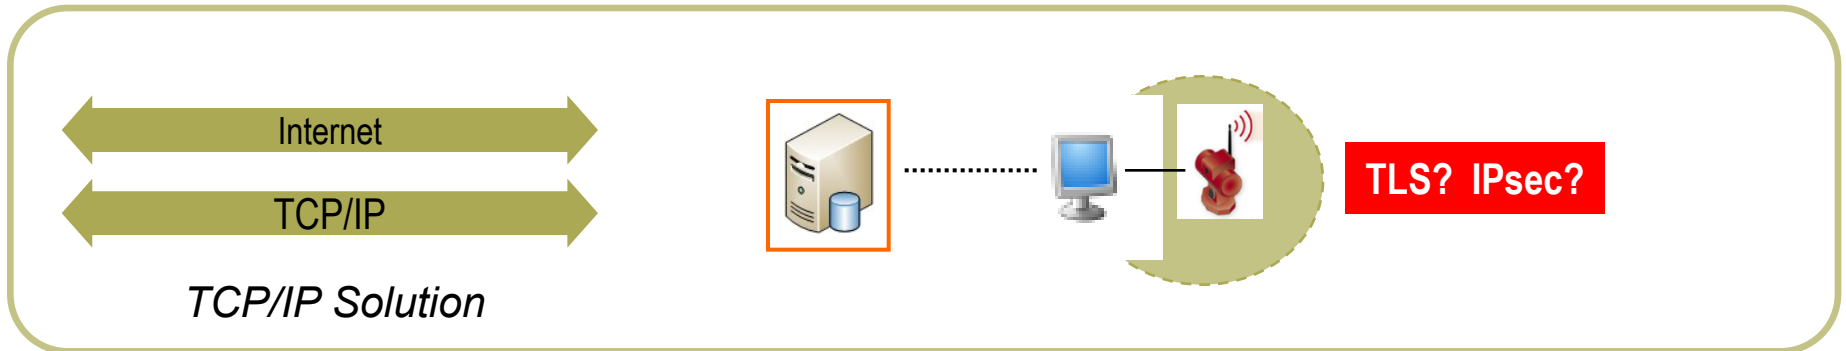 Internet
TCP/IP
TCP/IP Solution
TLS? IPsec?